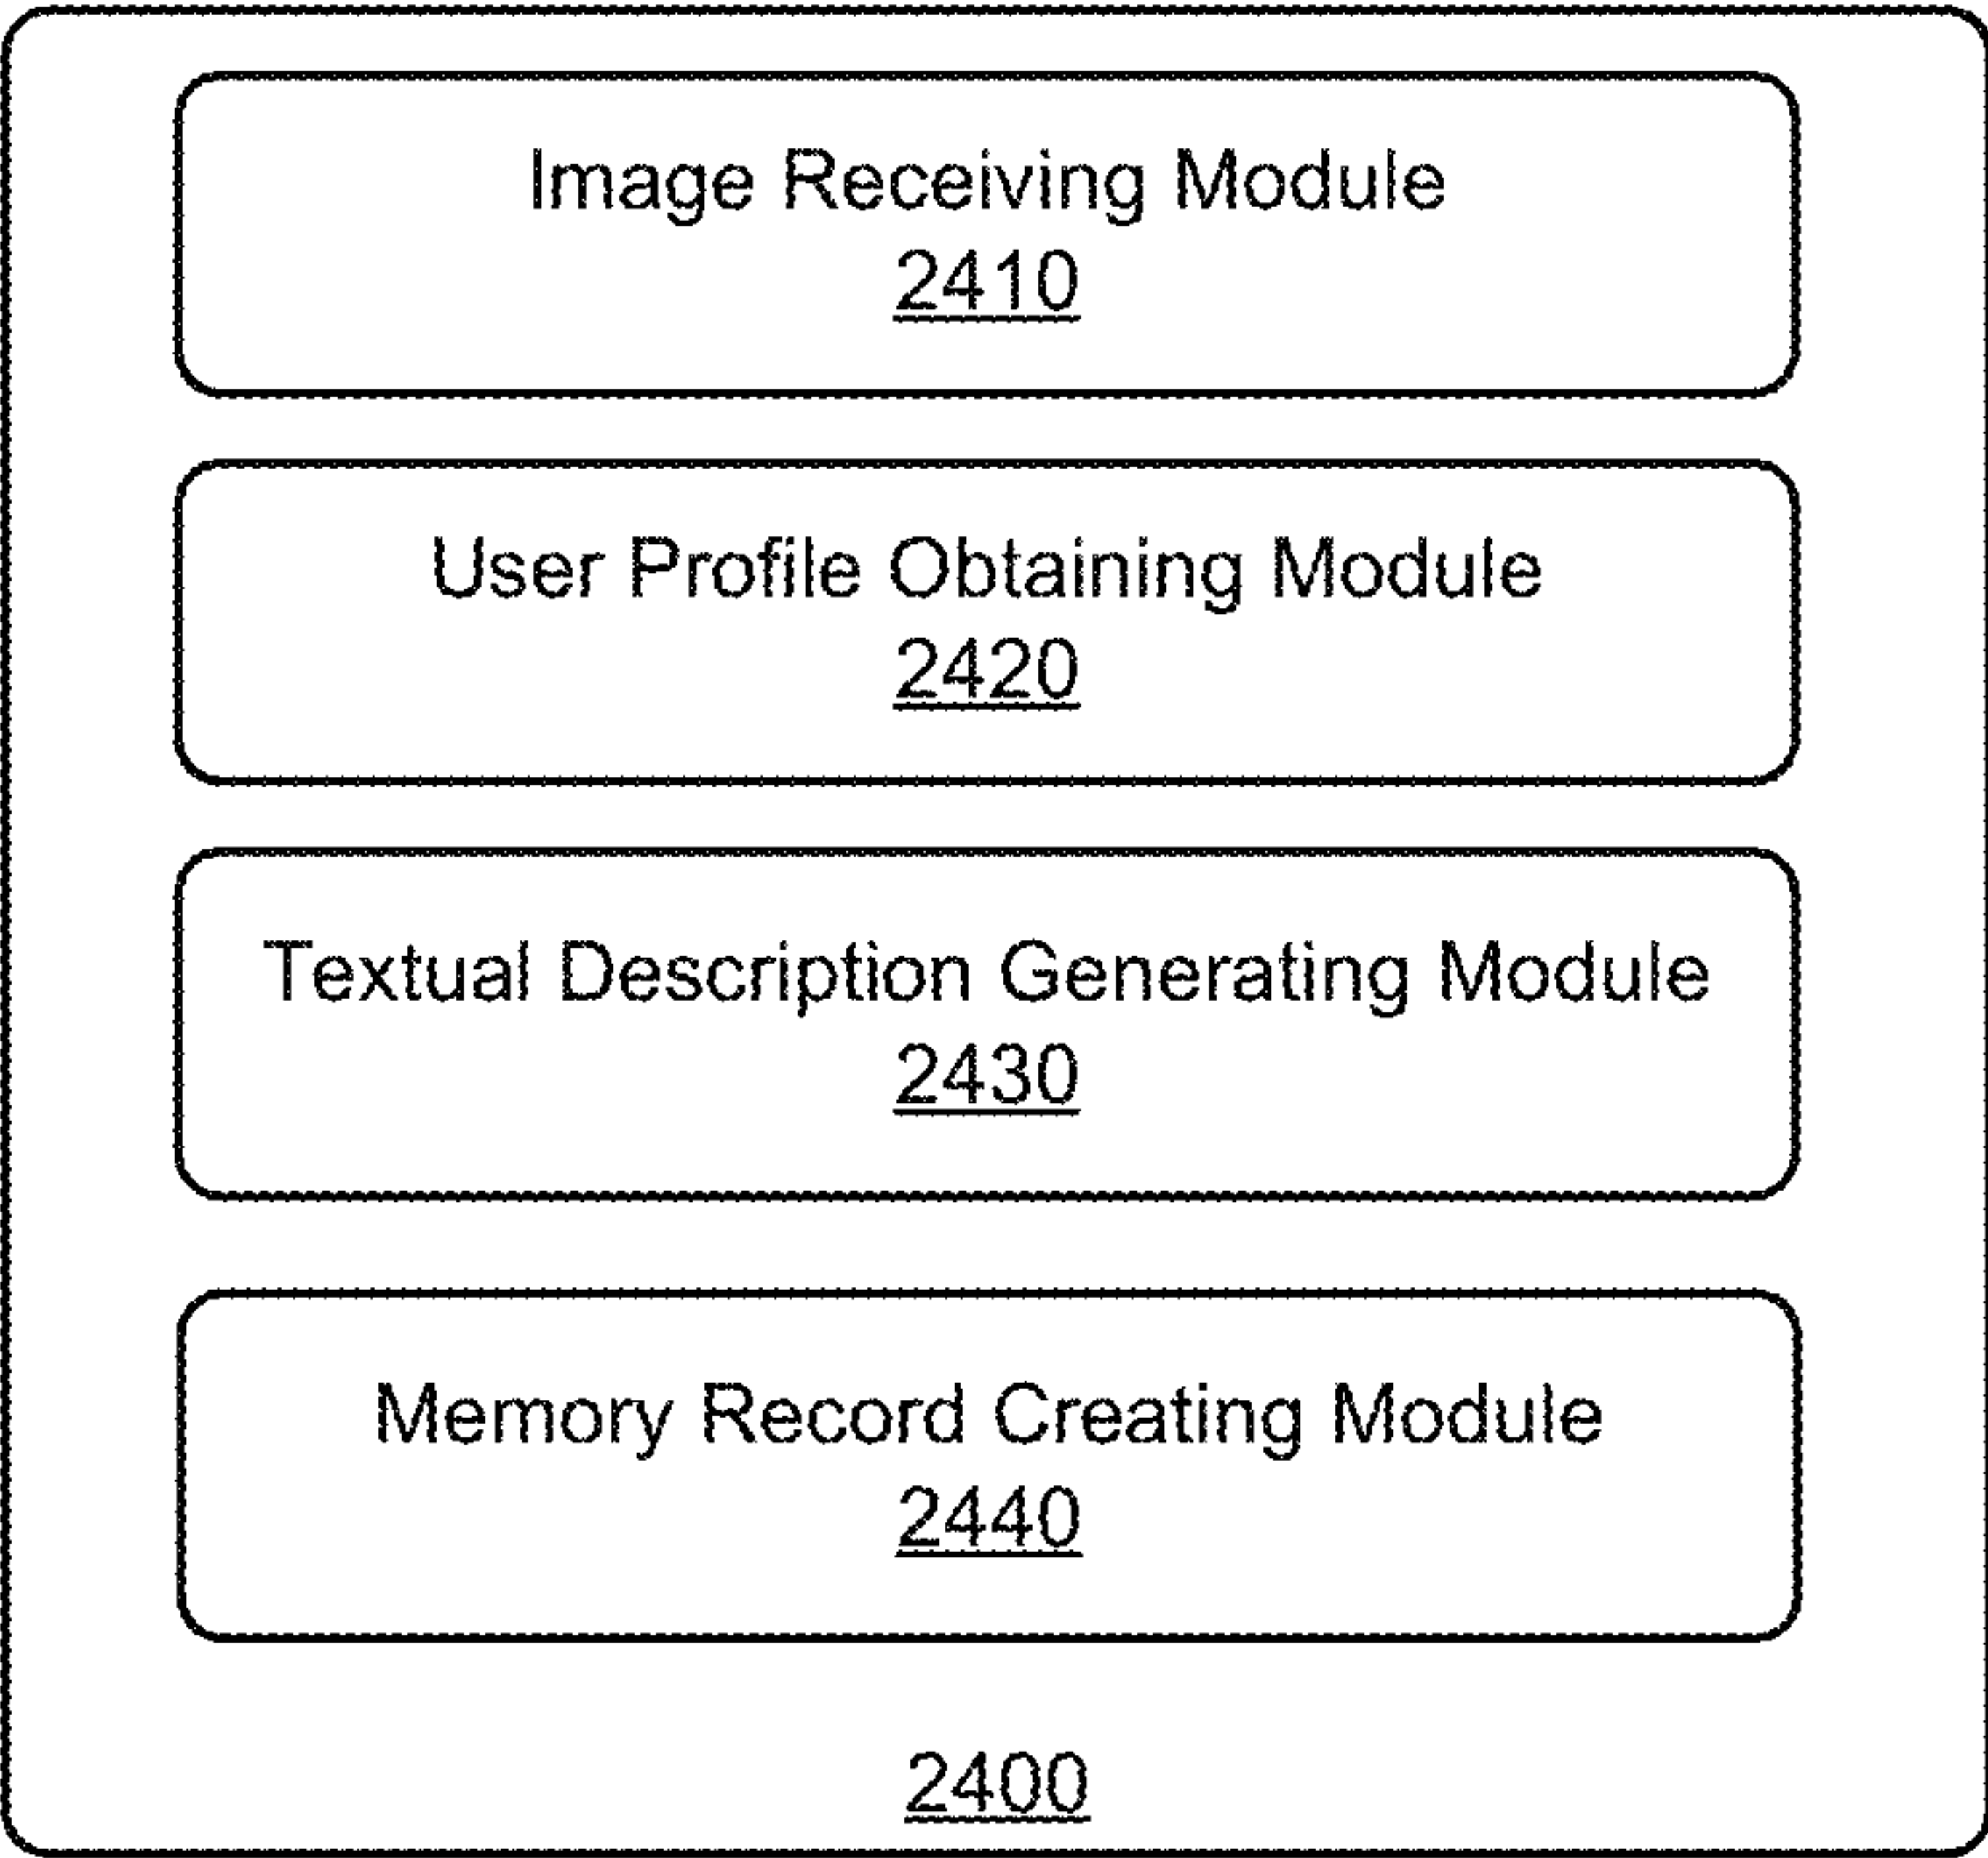 Image Receiving Module
2410
User Profile Obtaining Module
2420
Textual Description Generating Module
2430
Memory Record Creating Module
2440
2400